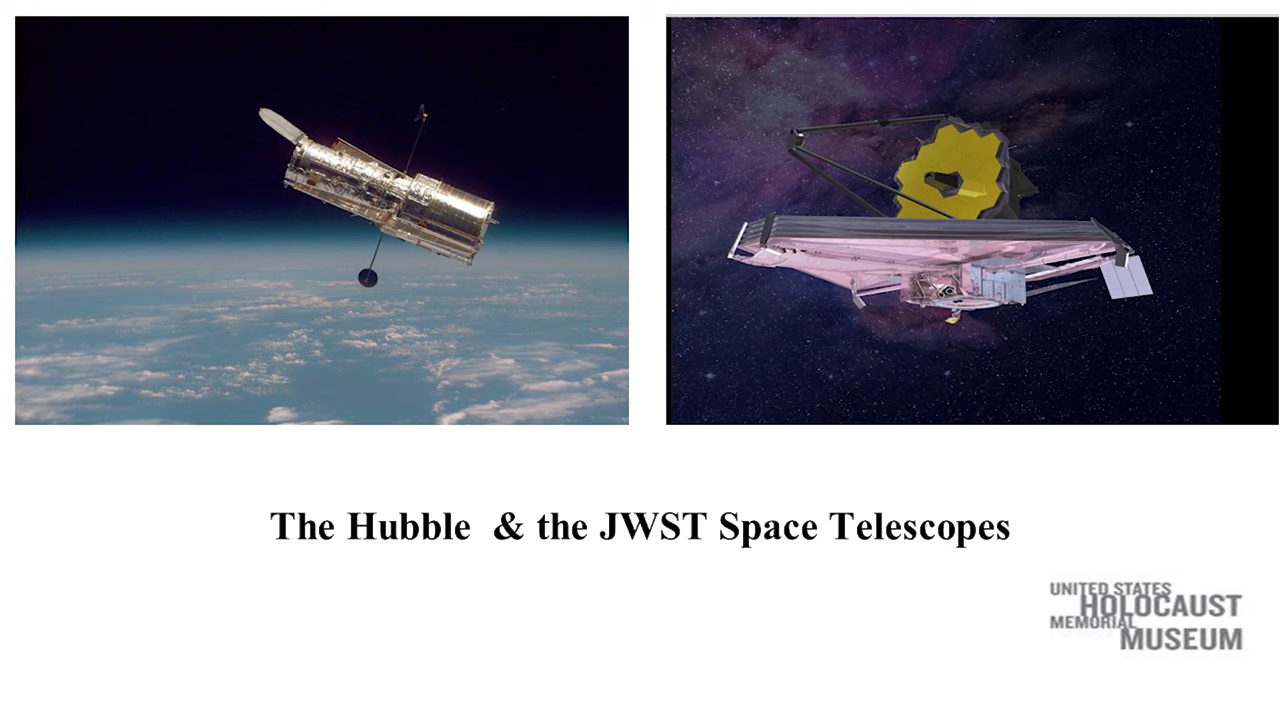 The Hubble  & the JWST Space Telescopes
UNITED STATES
HOLOCAUST
MEMORIAL
MUSEUM